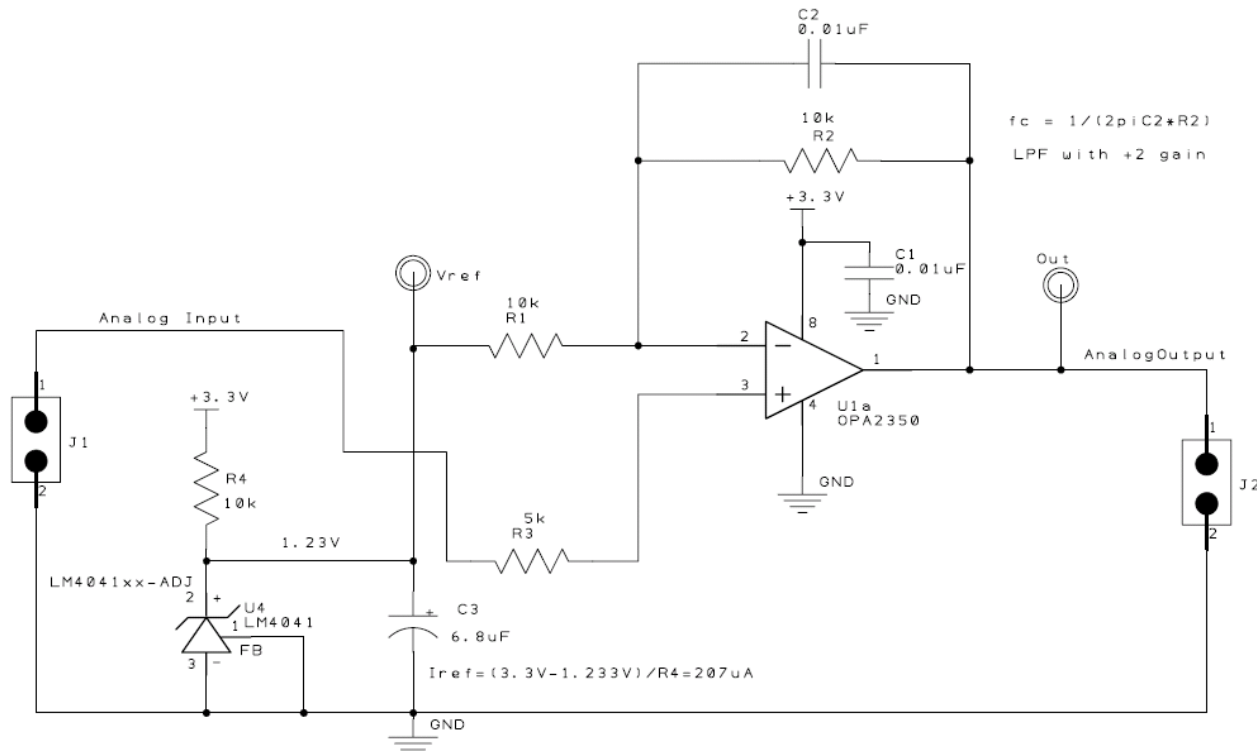 C2
0.01uF
10k
R2
fc = 1/(2piC2*R2)
LPF with +2 gain
+3.3V
C1
0.01uF
GND
Vref
Out
Analog Input
10k
R1
2
8
1
AnalogOutput
3
4
U1a
OPA2350
GND
1
J1
2
+3.3V
R4
10k
5k
R3
1
J2
2
1.23V
LM4041xx-ADJ
2
+
U4
LM4041
1
FB
3
-
+
C3
6.8uF
Iref=(3.3V-1.233V)/R4=207uA
GND